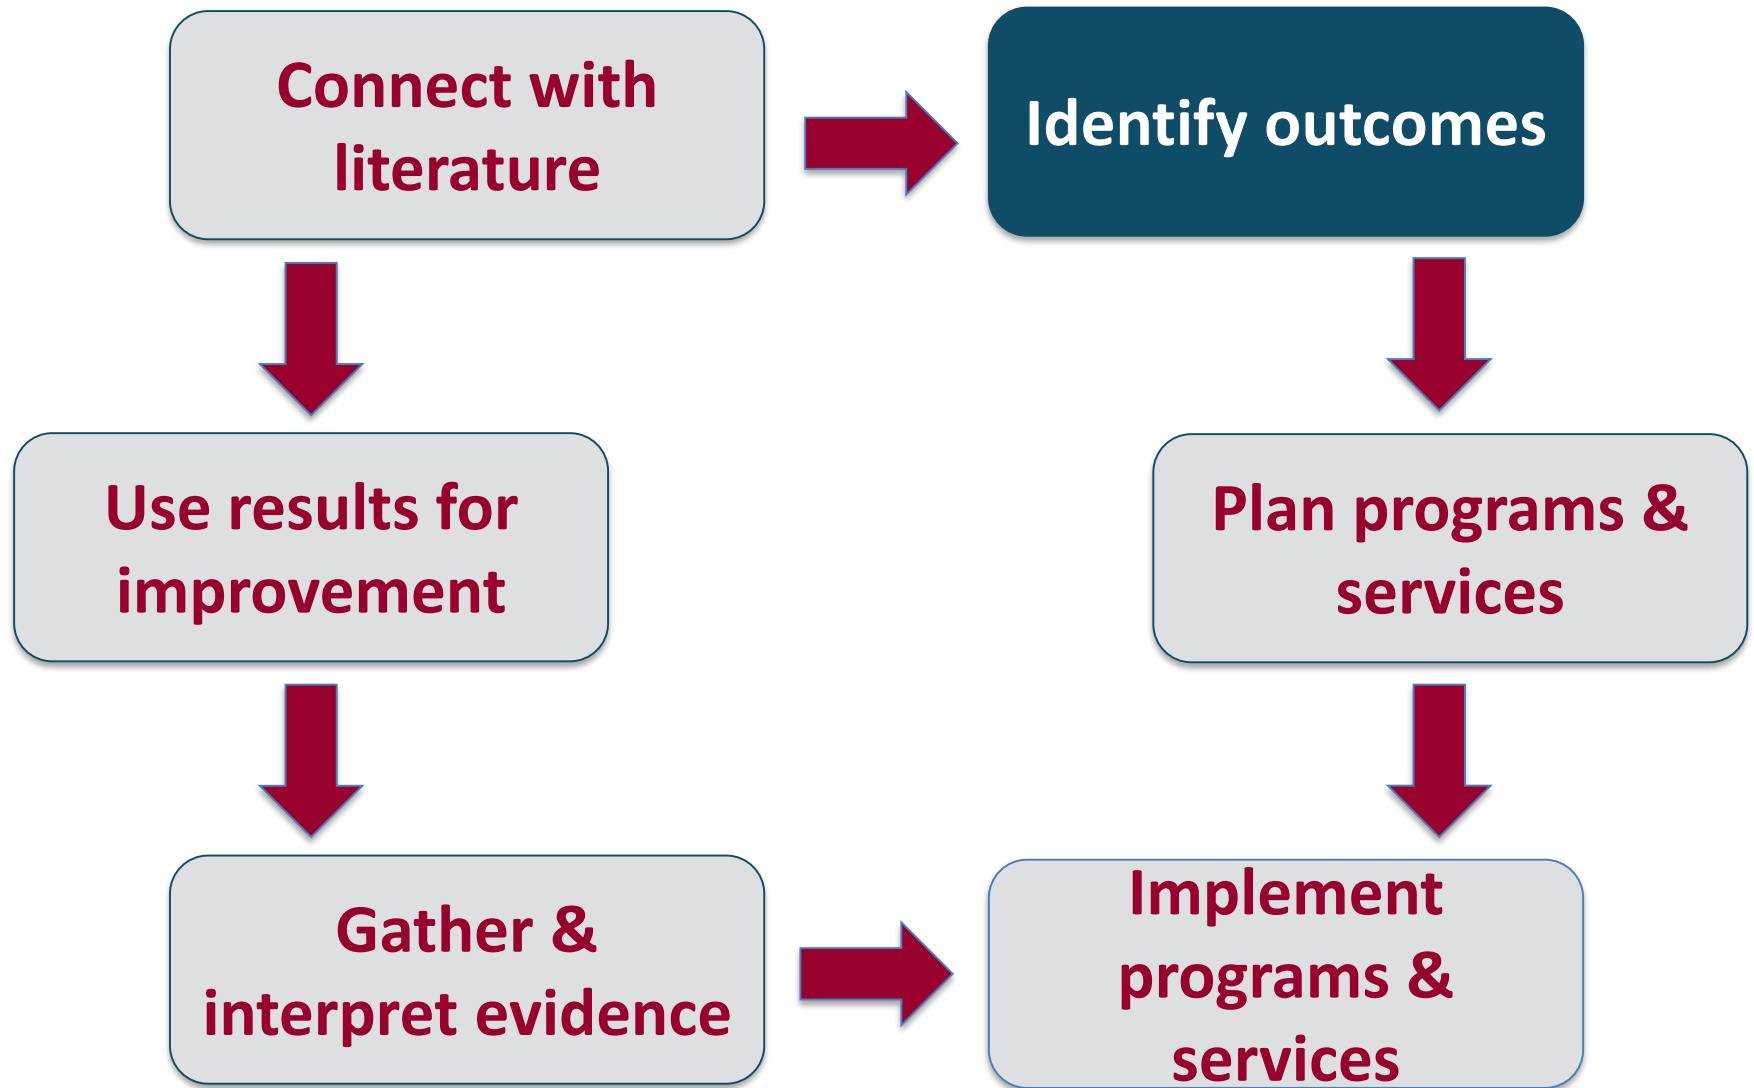 Connect with
literature
Identify outcomes
Use results for
improvement
Plan programs &
services
Gather &
interpret evidence
Implement
programs &
services